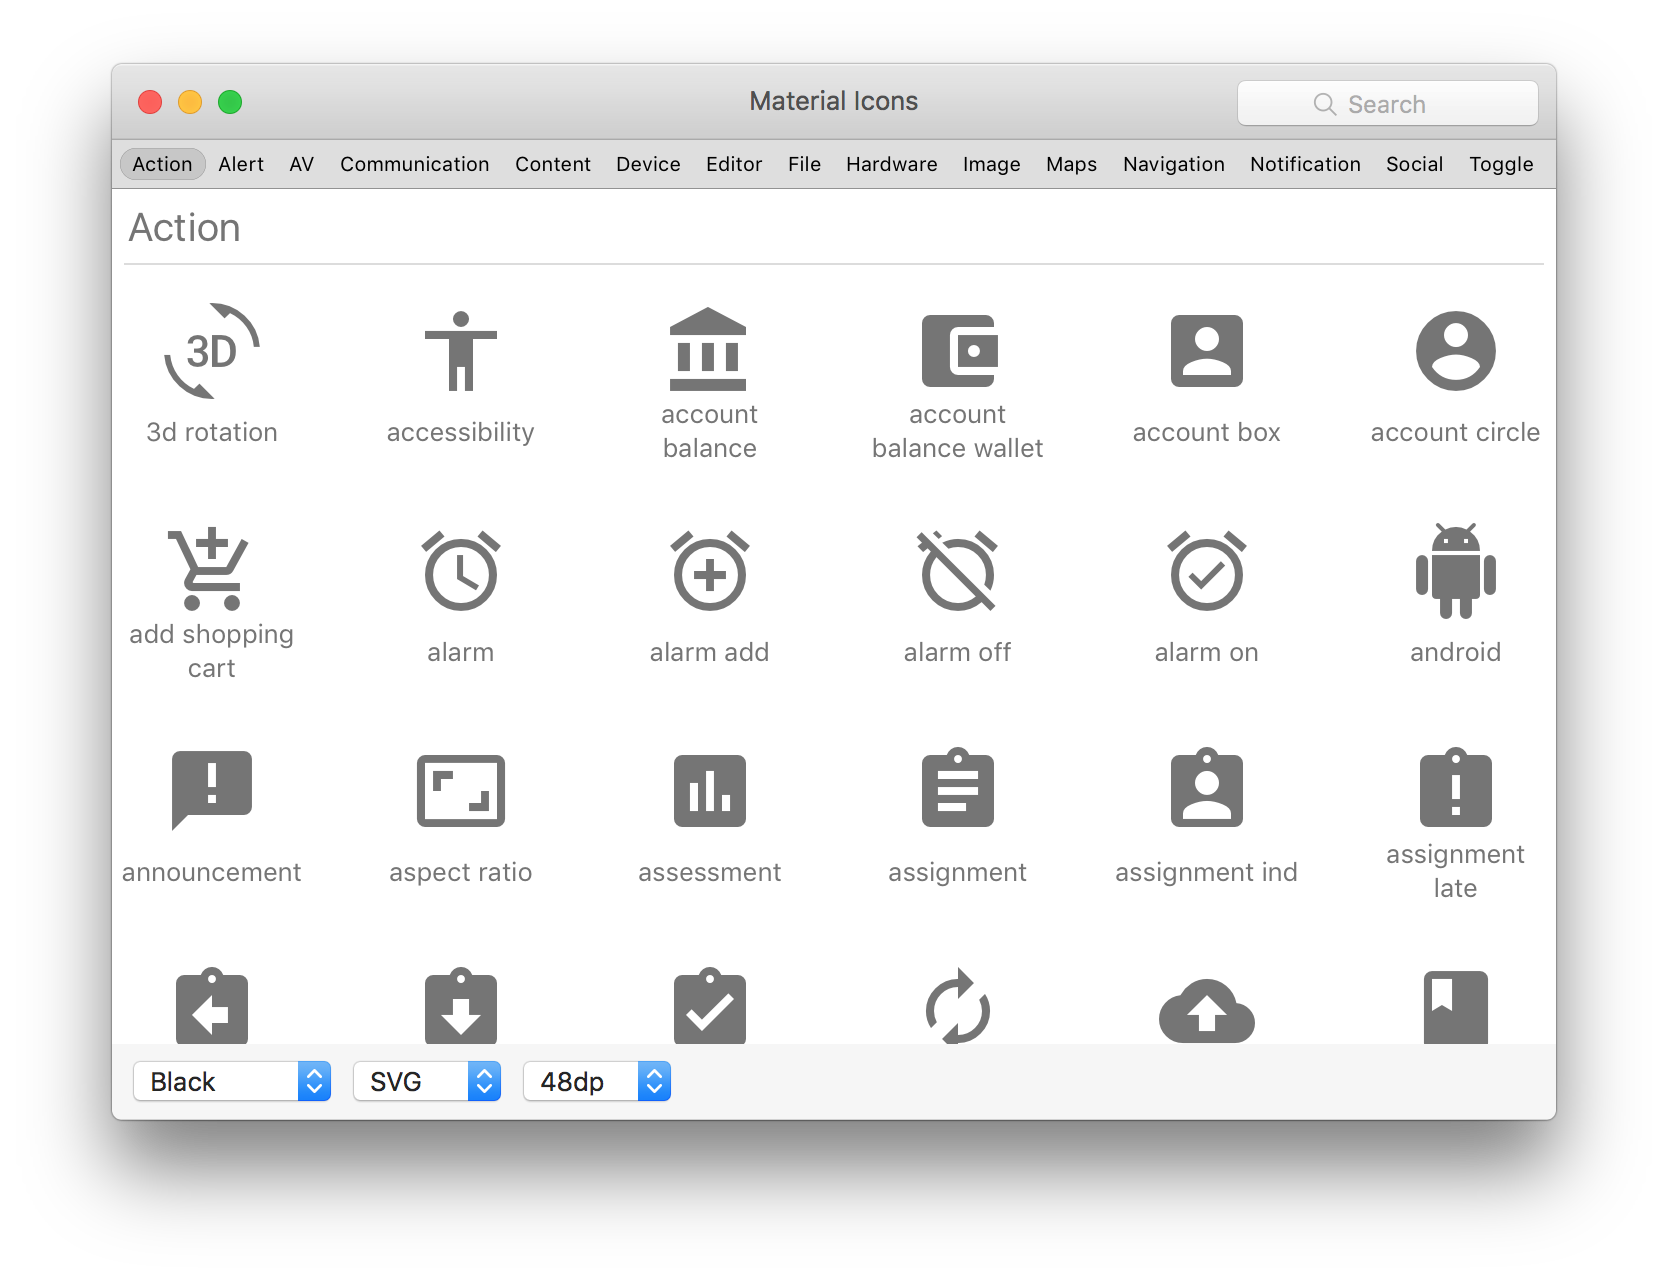 Material Icons
Search
Action Alert AV Communication Content Device Editor File Hardware Image Maps Navigation Notification Social Toggle
Action
3D
3d rotation
accessibility
account
balance
account
balance wallet
account box
account circle
add shopping
cart
alarm
alarm add
alarm off
alarm on
android
announcement
aspect ratio
assessment
assignment
assignment ind
assignment
late
Black
SVG
48dp